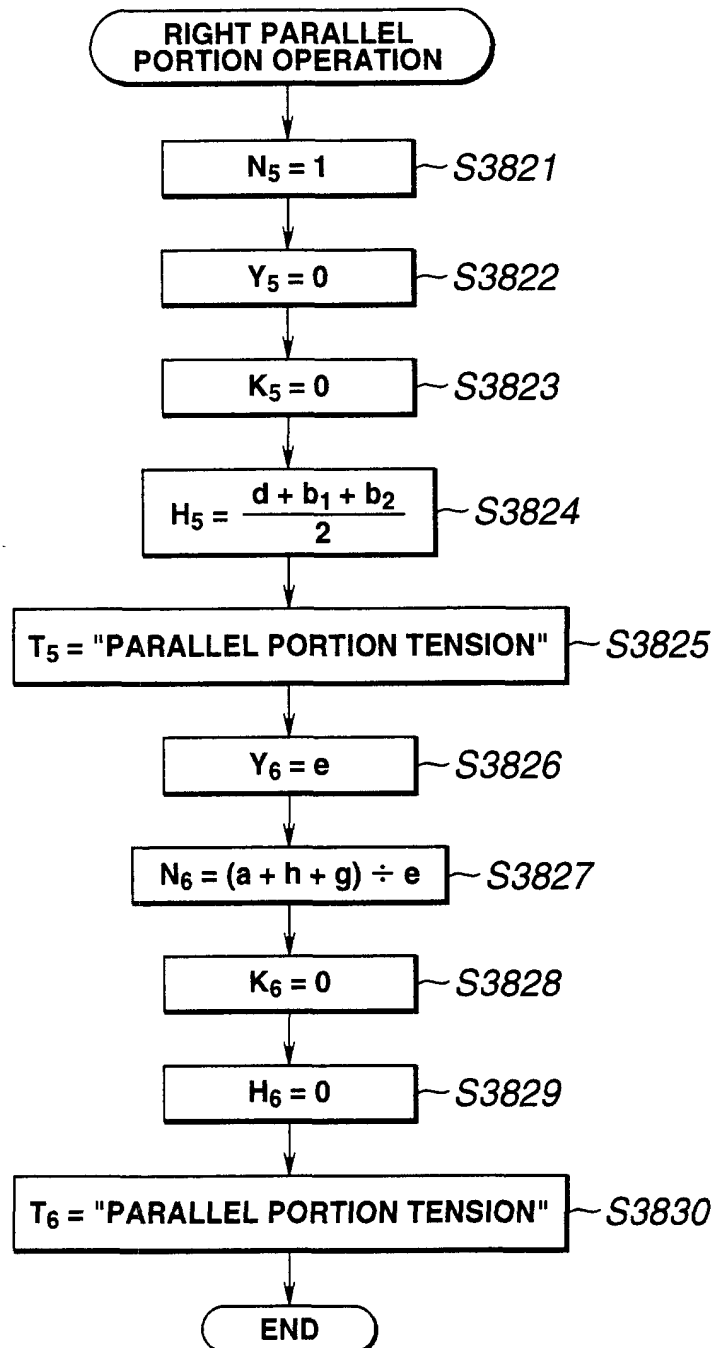 RIGHT PARALLEL
PORTION OPERATION
N5 = 1
S3821
Y5 = 0
S3822
K5 = 0
S3823
H5 = (d + b1 + b2) / 2
S3824
T5 = "PARALLEL PORTION TENSION"
S3825
Y6 = e
S3826
N6 = (a + h + g) ÷ e
S3827
K6 = 0
S3828
H6 = 0
S3829
T6 = "PARALLEL PORTION TENSION"
S3830
END